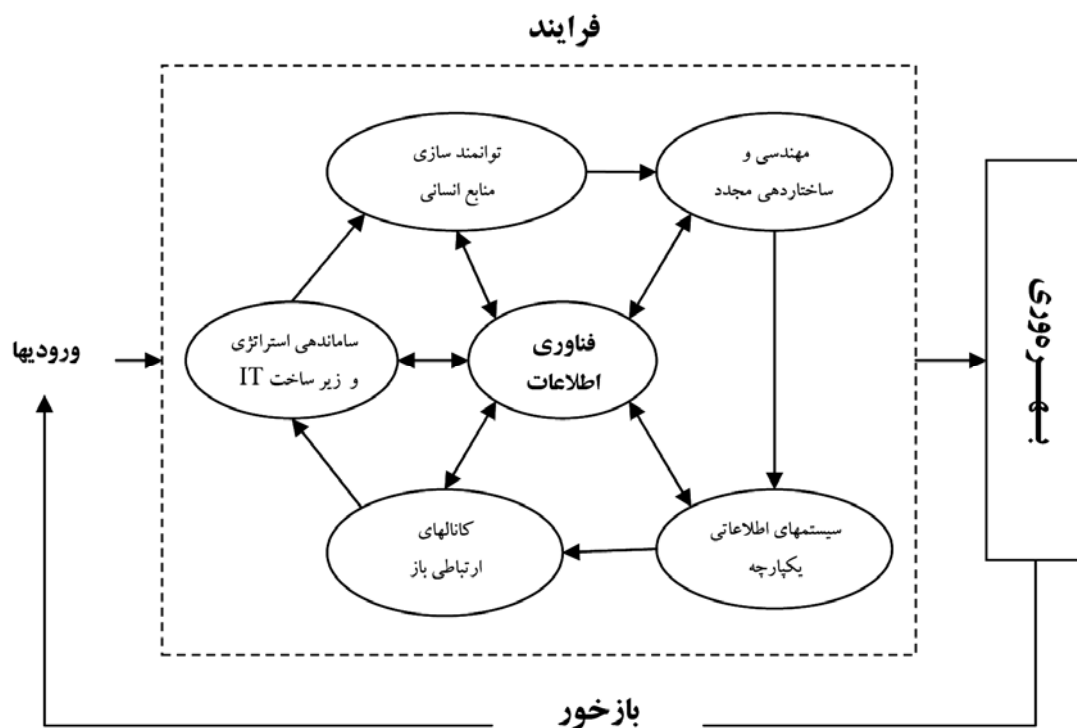 فرایند
توانمند سازی
منابع انسانی
مهندسی و
ساختاردهی مجدد
ورودیها
ساماندهی استراتژی
و زیر ساخت IT
فناوری
اطلاعات
بـهـــره‌وری
کانالهای
ارتباطی باز
سیستمهای اطلاعاتی
یکپارچه
بازخور